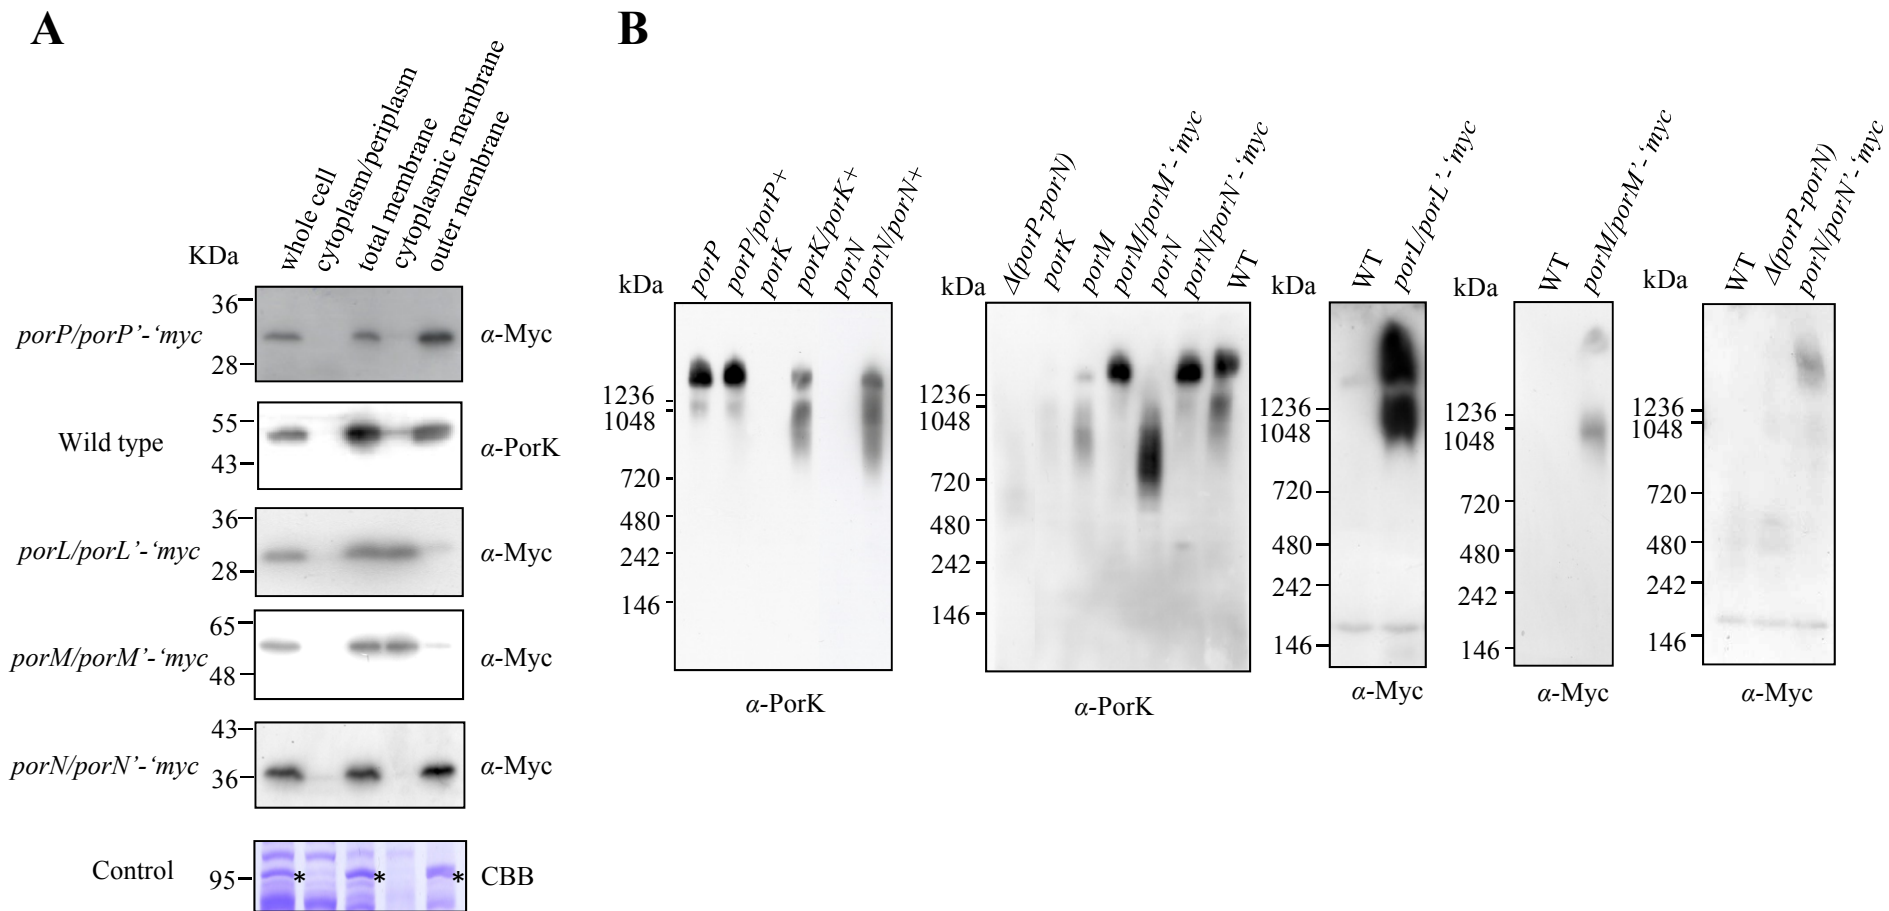 A
whole cell
cytoplasm/periplasm
total membrane
cytoplasmic membrane
outer membrane
KDa
porP/porP’-‘myc
36
28
α-Myc
Wild type
55
43
α-PorK
porL/porL’-‘myc
36
28
α-Myc
porM/porM’-‘myc
65
48
α-Myc
porN/porN’-‘myc
43
36
α-Myc
Control
95
*
*
*
CBB
B
kDa
porP
porP/porP+
porK
porK/porK+
porN
porN/porN+
1236
1048
720
480
242
146
α-PorK
kDa
Δ(porP-porN)
porK
porM
porM/porM’-‘myc
porN
porN/porN’-‘myc
WT
1236
1048
720
480
242
146
α-PorK
kDa
WT
porL/porL’-‘myc
1236
1048
720
480
242
146
α-Myc
kDa
WT
porM/porM’-‘myc
1236
1048
720
480
242
146
α-Myc
kDa
WT
Δ(porP-porN)
porN/porN’-‘myc
1236
1048
720
480
242
146
α-Myc